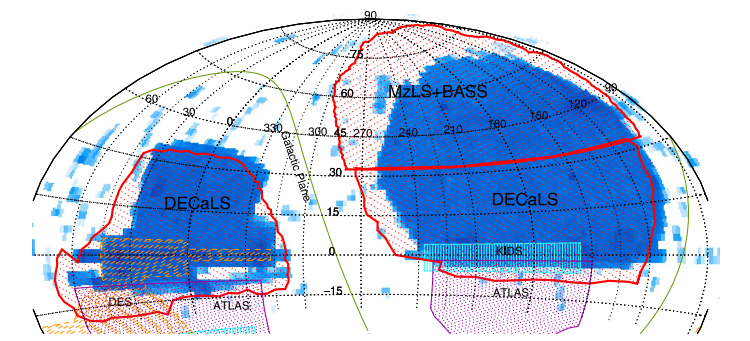 90
75
60
MzLS+BASS
90
60
30
0
330
300
45
270
240
210
180
150
120
Galactic Plane
30
DECaLS
DECaLS
15
0
KIDS
-15
DES
ATLAS
ATLAS